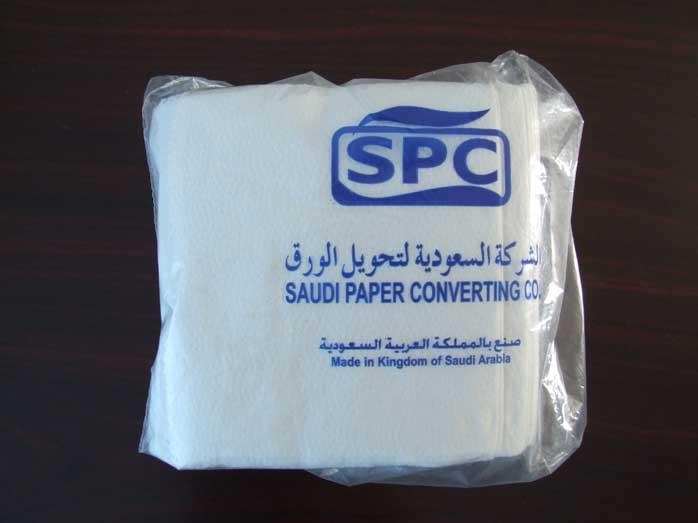 SPC
الشركة السعودية لتحويل الورق
SAUDI PAPER CONVERTING CO.
صنع بالمملكة العربية السعودية
Made in Kingdom of Saudi Arabia